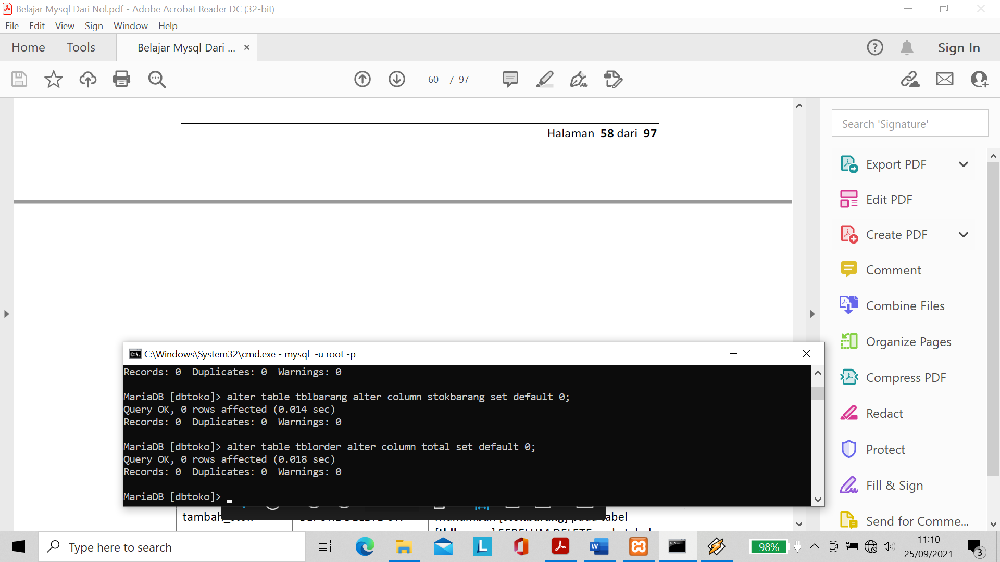 Belajar Mysql Dari Nol.pdf - Adobe Acrobat Reader DC (32-bit)
File Edit View Sign Window Help
Home Tools Belajar Mysql Dari ... × Sign In
60 / 97
Halaman 58 dari 97
Search 'Signature'
Export PDF
Edit PDF
Create PDF
Comment
Combine Files
Organize Pages
Compress PDF
Redact
Protect
Fill & Sign
Send for Comme...
C:\Windows\System32\cmd.exe - mysql -u root -p
Records: 0 Duplicates: 0 Warnings: 0
MariaDB [dbtoko]> alter table tblbarang alter column stokbarang set default 0;
Query OK, 0 rows affected (0.014 sec)
Records: 0 Duplicates: 0 Warnings: 0
MariaDB [dbtoko]> alter table tblorder alter column total set default 0;
Query OK, 0 rows affected (0.018 sec)
Records: 0 Duplicates: 0 Warnings: 0
MariaDB [dbtoko]>
pada tabel
SEBELUM DELETE
Type here to search
98%
11:10
25/09/2021
3